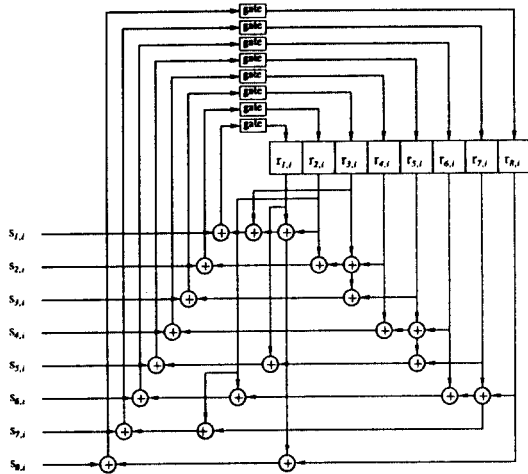 gate
gate
gate
gate
gate
gate
gate
gate
r1,i r2,i r3,i r4,i r5,i r6,i r7,i r8,i
s1,i
s2,i
s3,i
s4,i
s5,i
s6,i
s7,i
s8,i